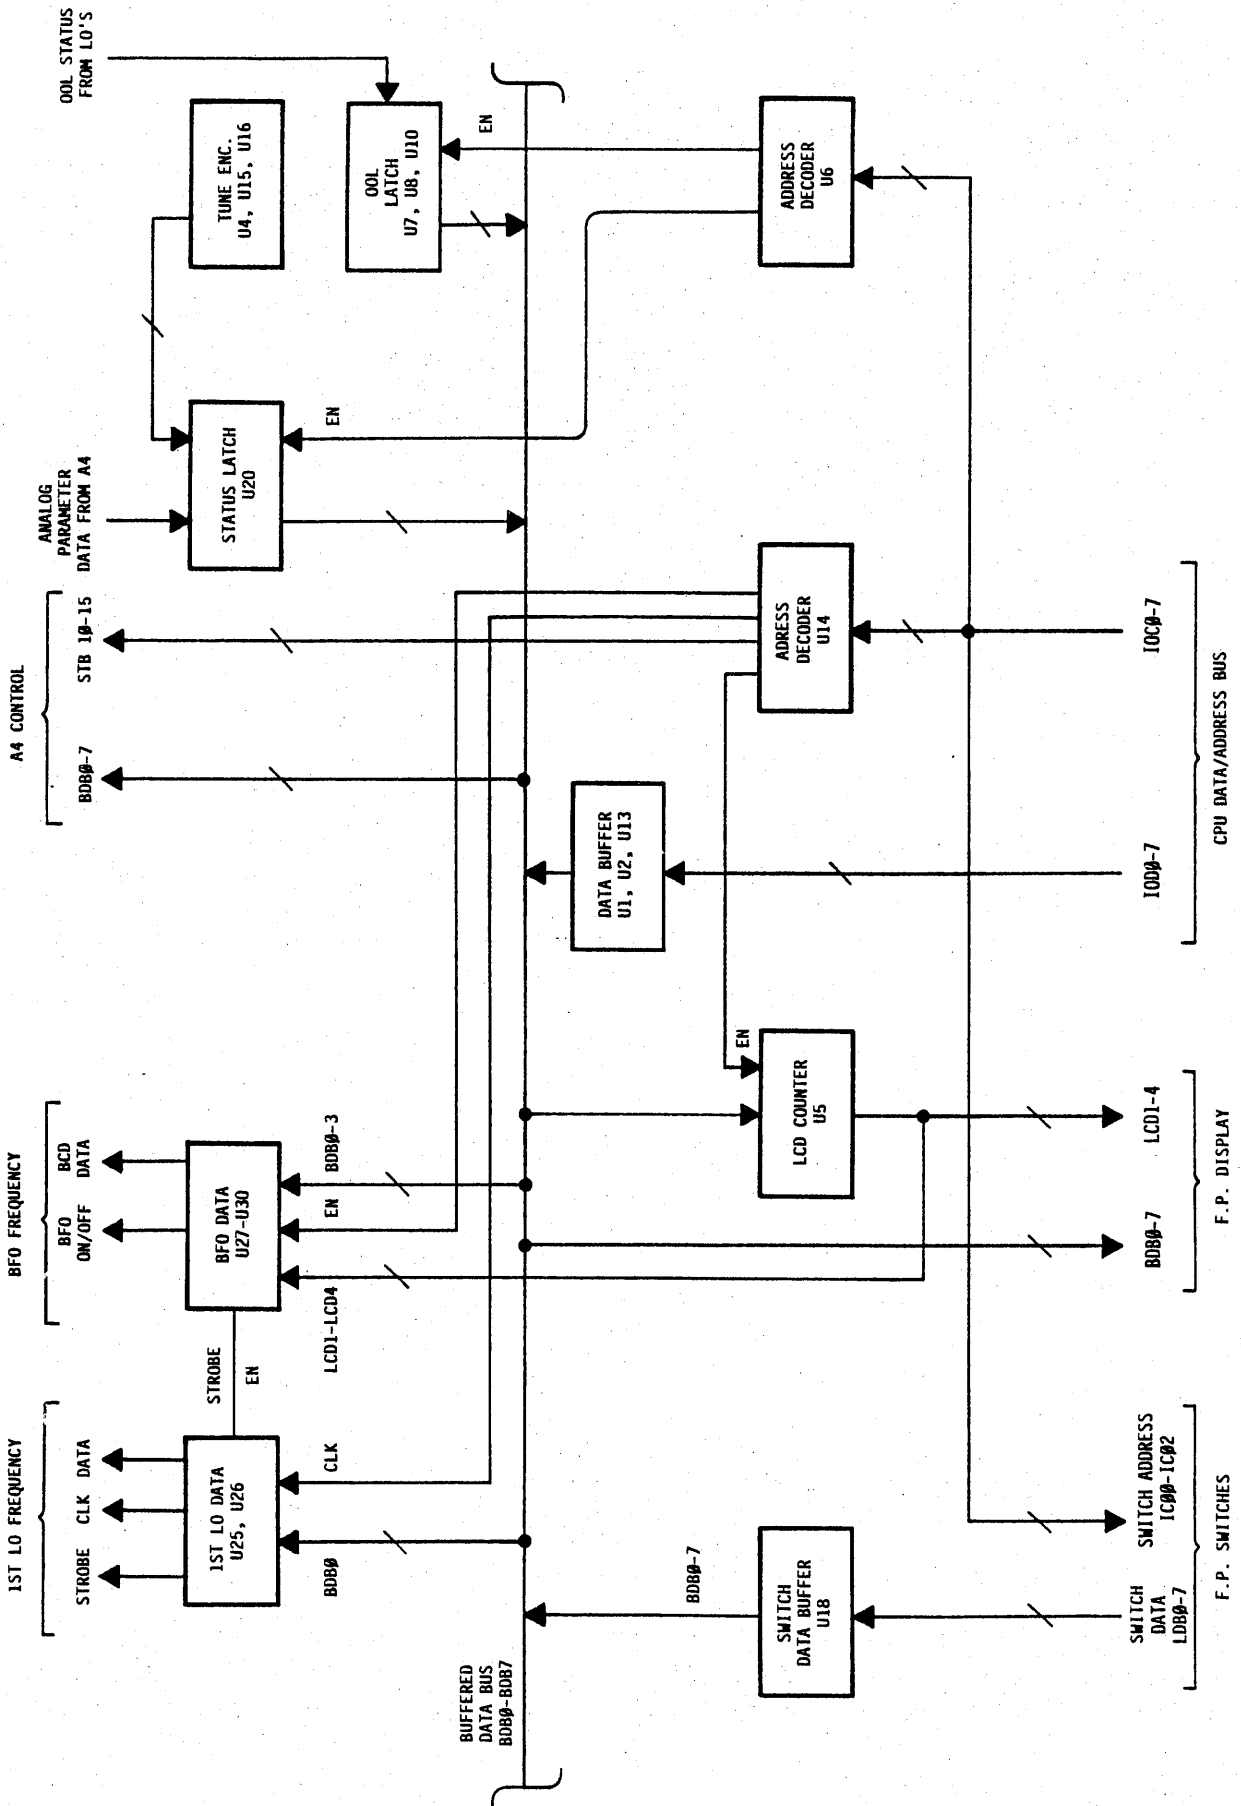 1ST LO FREQUENCY
STROBE
CLK
DATA
BFO FREQUENCY
BFO
ON/OFF
BCD
DATA
A4 CONTROL
BDB0-7
STB 10-15
ANALOG
PARAMETER
DATA FROM A4
OOL STATUS
FROM LO'S
1ST LO DATA
U25, U26
STROBE
EN
BFO DATA
U27-U30
STATUS LATCH
U20
TUNE ENC.
U4, U15, U16
BDB0
CLK
LCD1-LCD4
EN
BDB0-3
EN
OOL
LATCH
U7, U8, U10
EN
BUFFERED
DATA BUS
BDB0-BDB7
BDB0-7
DATA BUFFER
U1, U2, U13
EN
SWITCH
DATA BUFFER
U18
LCD COUNTER
U5
ADRESS
DECODER
U14
ADDRESS
DECODER
U6
SWITCH
DATA
LDB0-7
SWITCH ADDRESS
IC00-IC02
BDB0-7
LCD1-4
IOD0-7
IOC0-7
F.P. SWITCHES
F.P. DISPLAY
CPU DATA/ADDRESS BUS